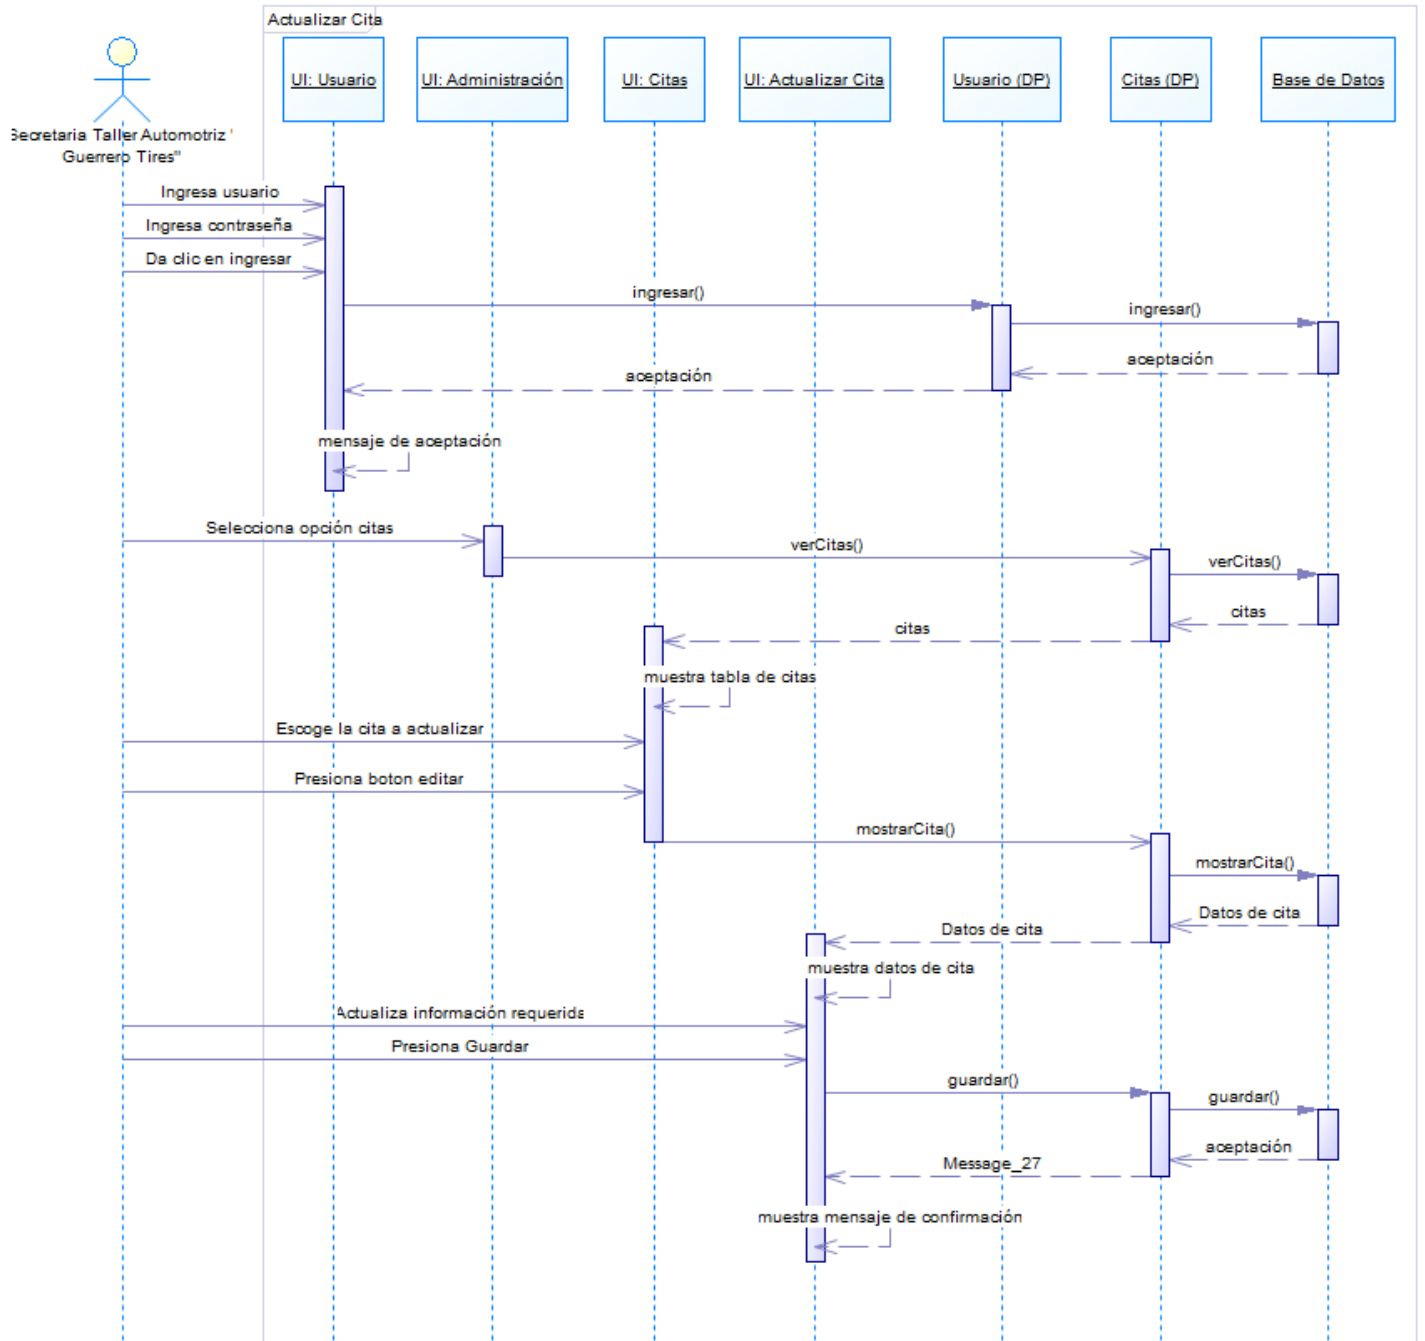 Actualizar Cita
UI: Usuario
UI: Administración
UI: Citas
UI: Actualizar Cita
Usuario (DP)
Citas (DP)
Base de Datos
Secretaria Taller Automotriz "
Guerrero Tires"
Ingresa usuario
Ingresa contraseña
Da clic en ingresar
ingresar()
ingresar()
aceptación
aceptación
mensaje de aceptación
Selecciona opción citas
verCitas()
verCitas()
citas
citas
muestra tabla de citas
Escoge la cita a actualizar
Presiona boton editar
mostrarCita()
mostrarCita()
Datos de cita
Datos de cita
muestra datos de cita
Actualiza información requerida
Presiona Guardar
guardar()
guardar()
aceptación
Message_27
muestra mensaje de confirmación